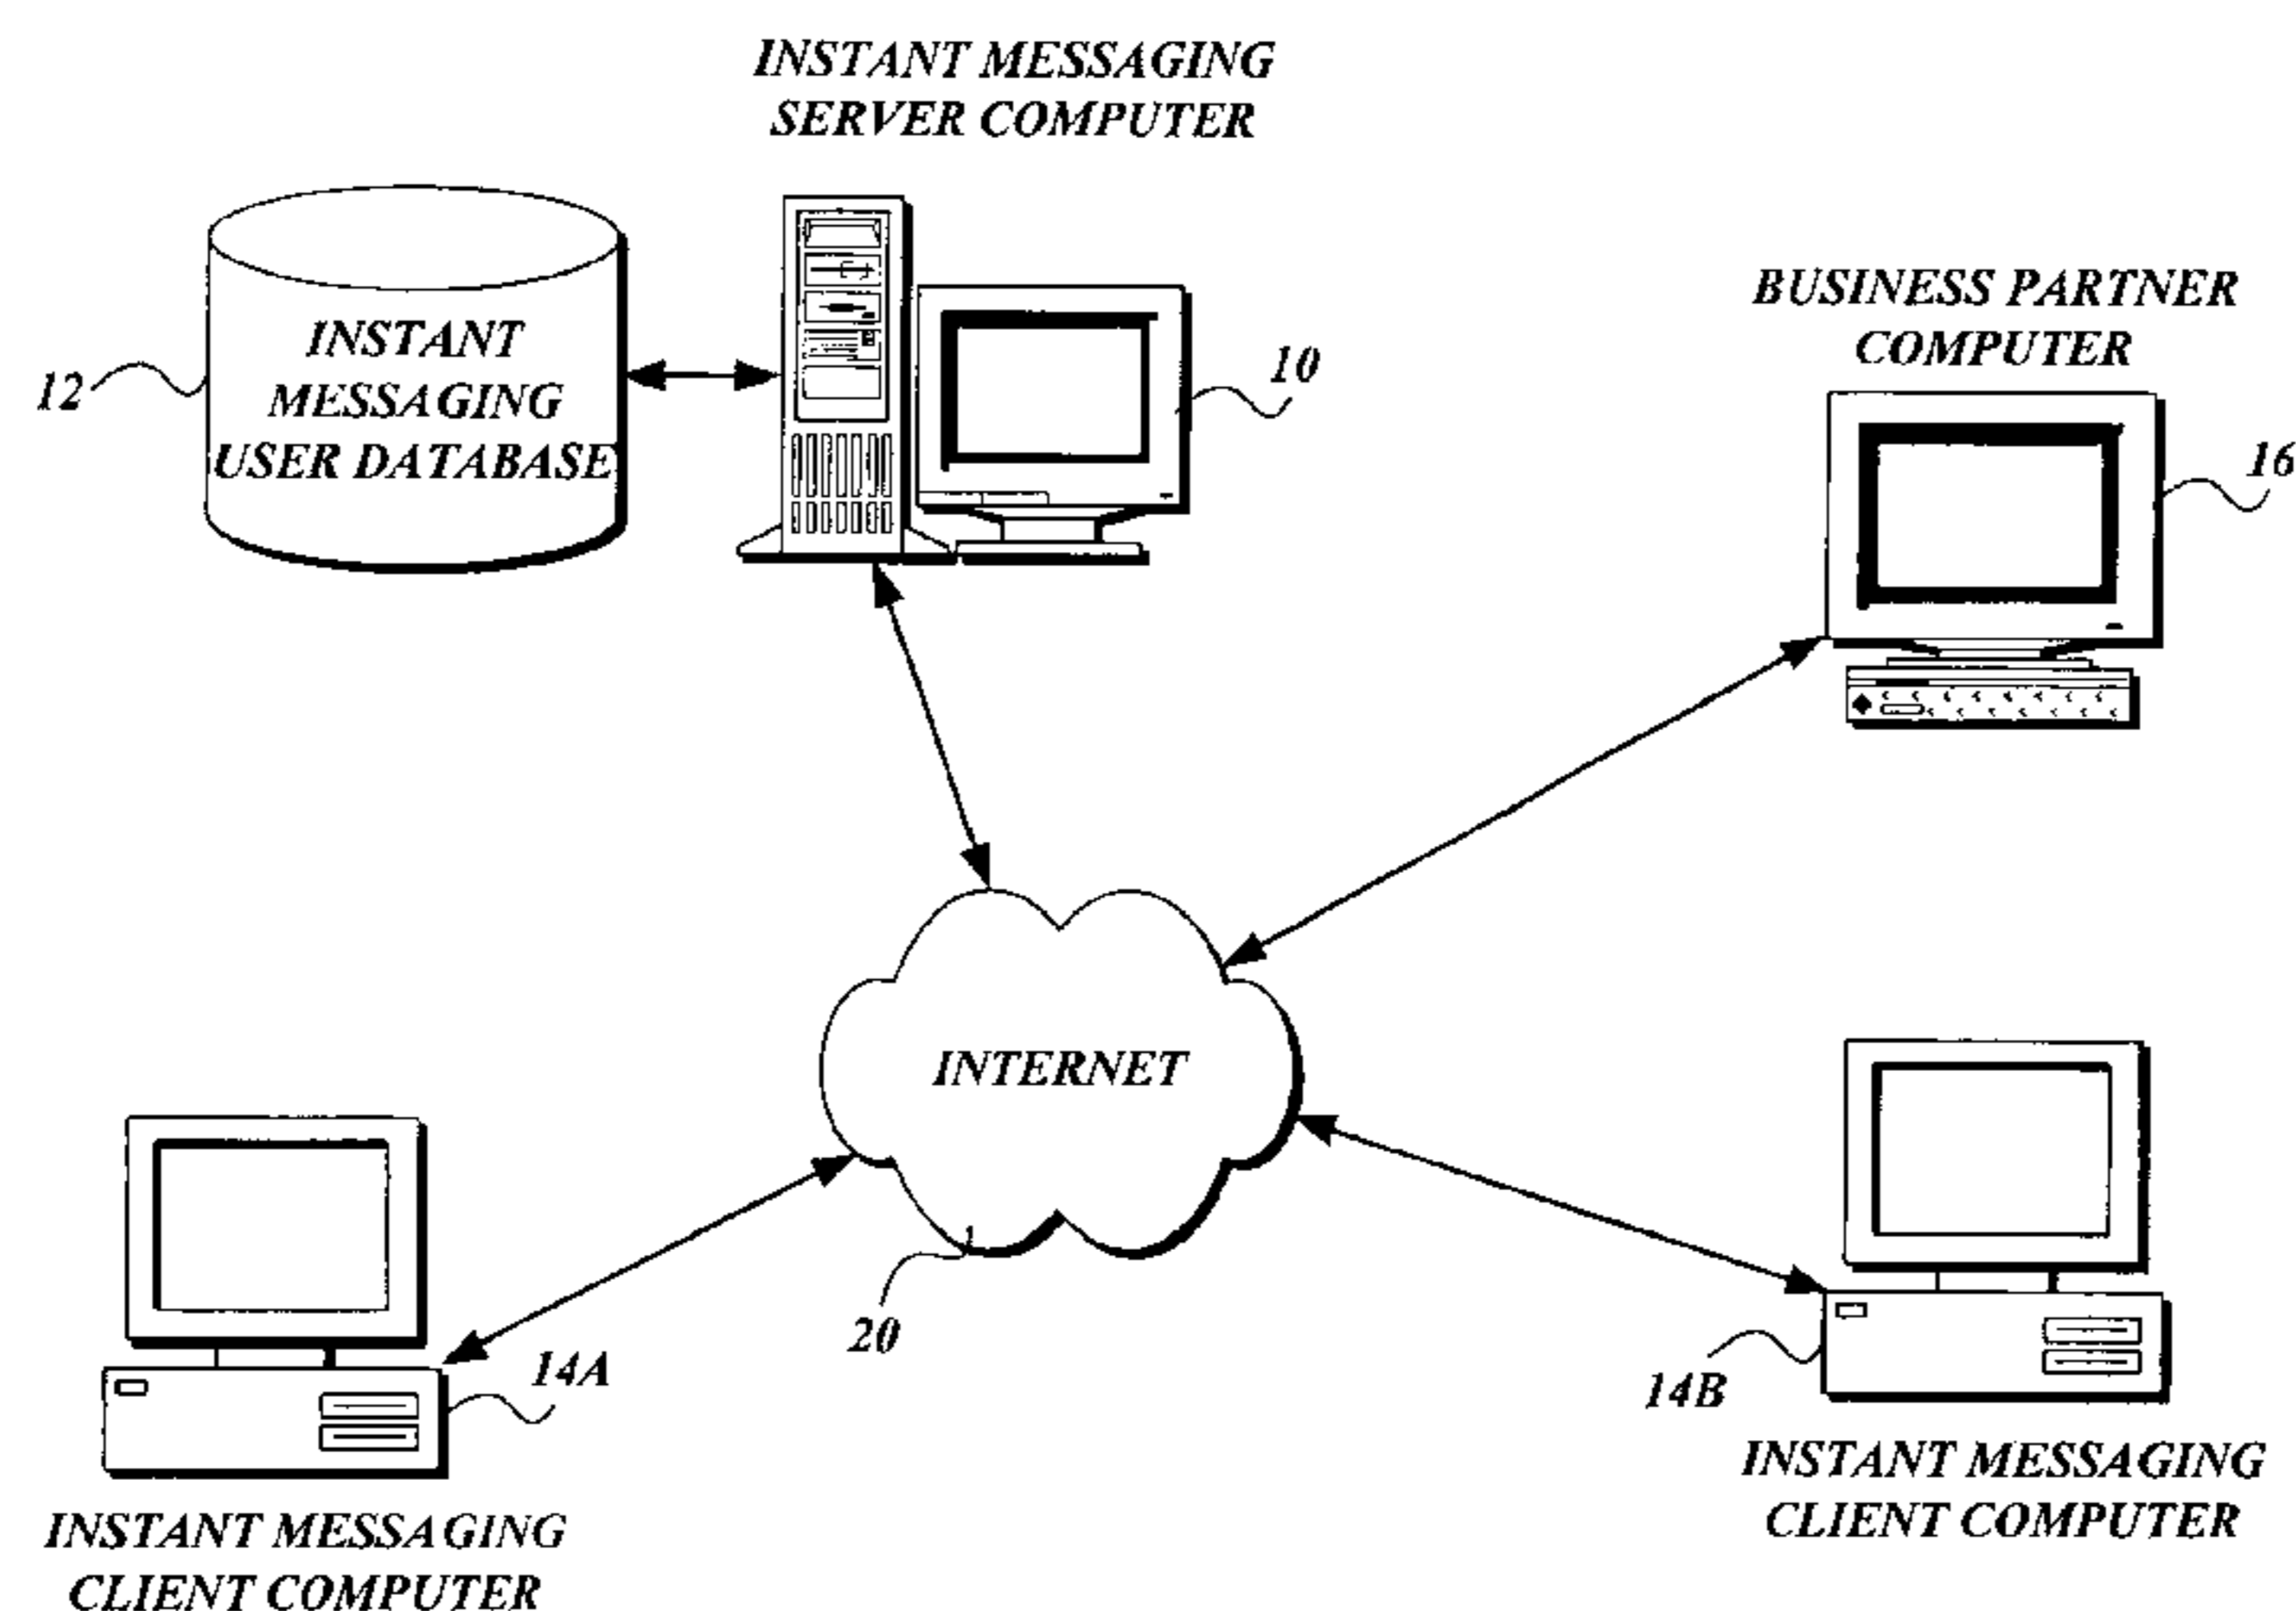 INSTANT MESSAGING
SERVER COMPUTER
INSTANT
MESSAGING
USER DATABASE
12
10
BUSINESS PARTNER
COMPUTER
16
INTERNET
20
14A
INSTANT MESSAGING
CLIENT COMPUTER
14B
INSTANT MESSAGING
CLIENT COMPUTER